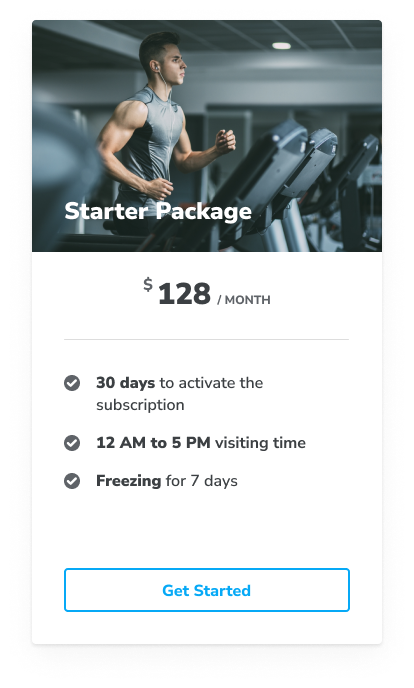 Starter Package
$ 128 / MONTH
30 days to activate the
subscription
12 AM to 5 PM visiting time
Freezing for 7 days
Get Started